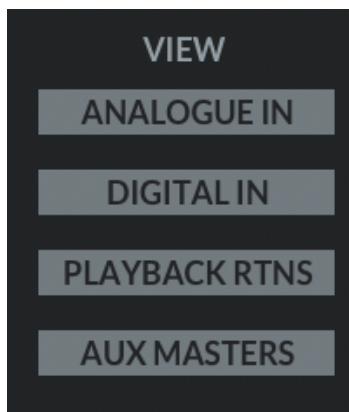 VIEW
ANALOGUE IN
DIGITAL IN
PLAYBACK RTNS
AUX MASTERS